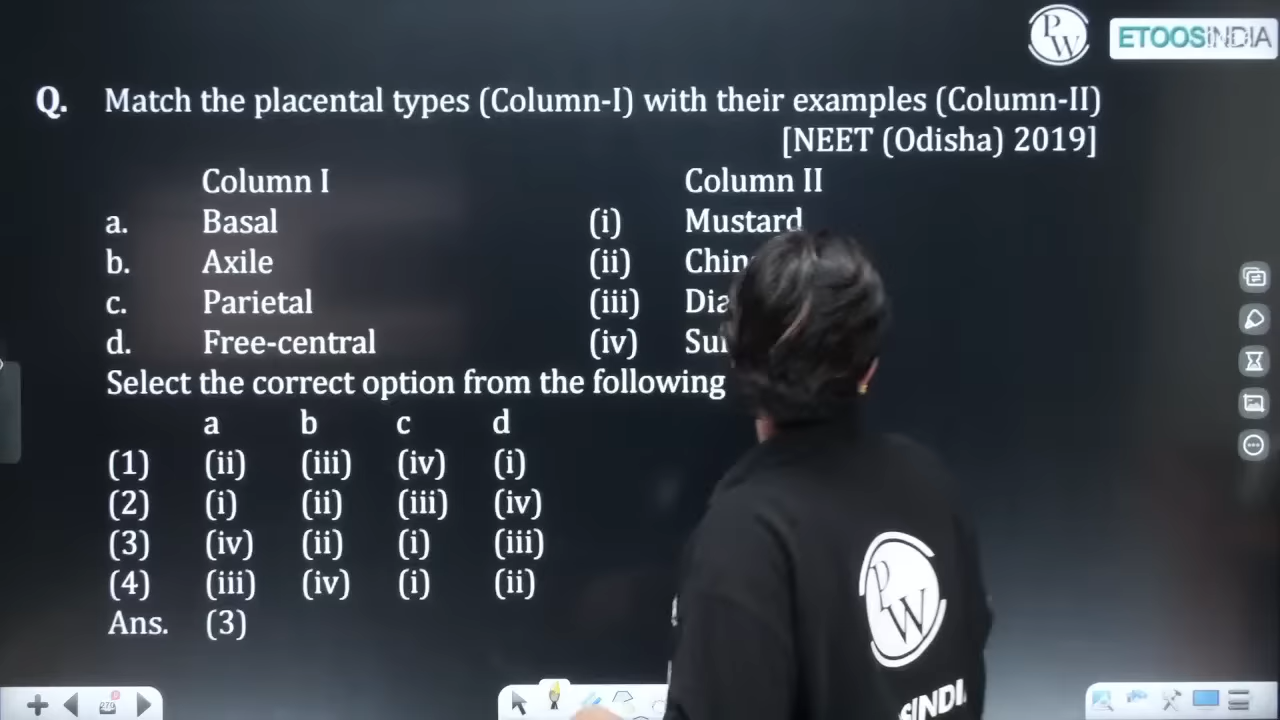 PW
ETOOSINDIA
Q. Match the placental types (Column-I) with their examples (Column-II)
[NEET (Odisha) 2019]
Column I Column II
a. Basal (i) Mustard
b. Axile (ii)
c. Parietal (iii)
d. Free-central (iv)
Select the correct option from the following
a b c d
(1) (ii) (iii) (iv) (i)
(2) (i) (ii) (iii) (iv)
(3) (iv) (ii) (i) (iii)
(4) (iii) (iv) (i) (ii)
Ans. (3)
PW